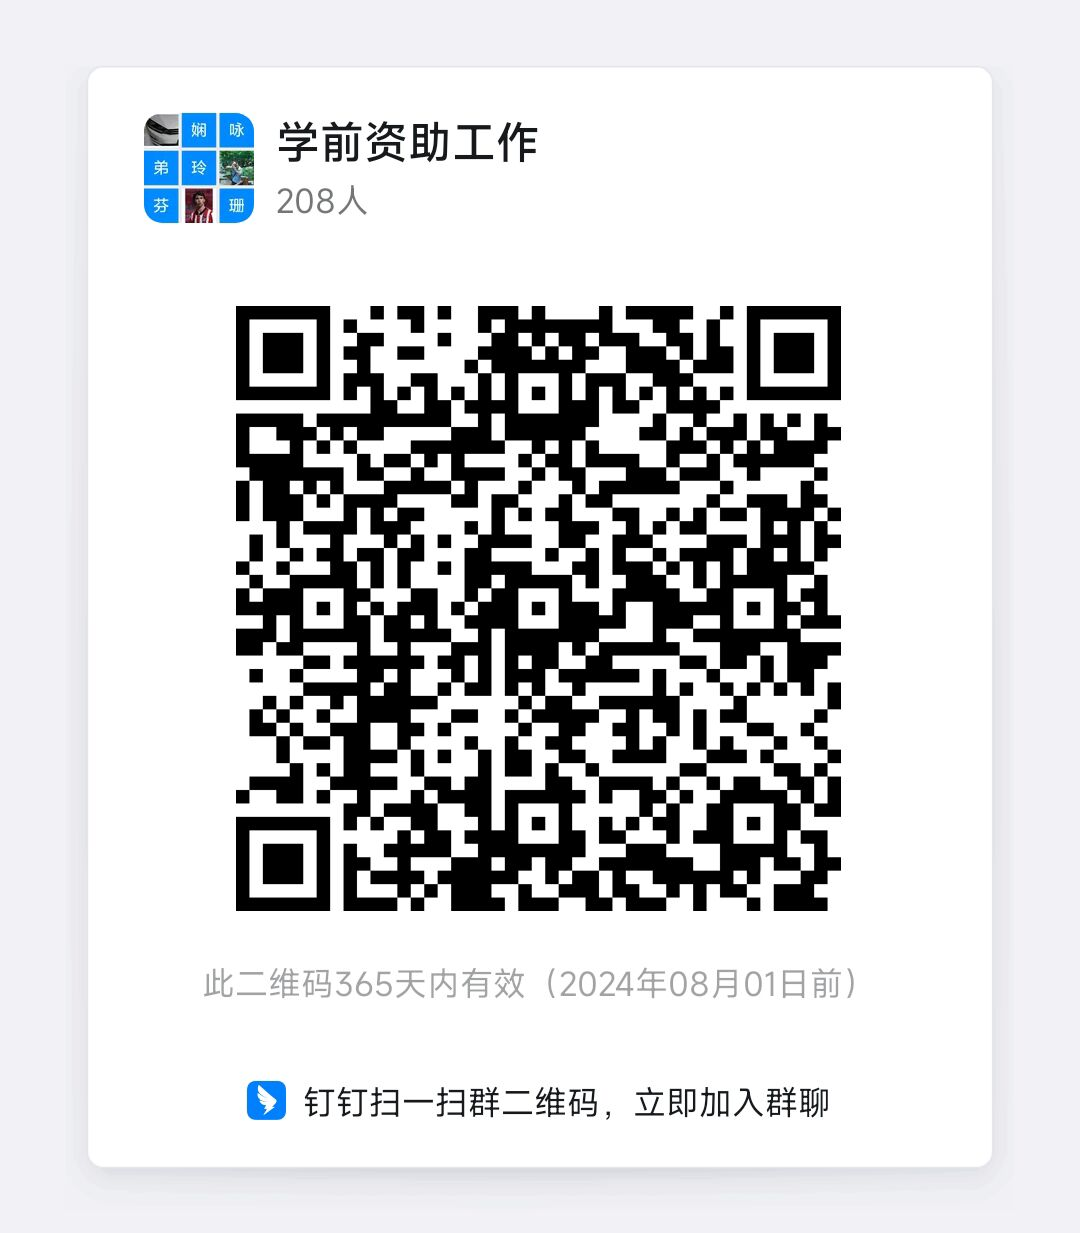 学前资助工作
208人
娴 咏
弟 玲
芬 珊
此二维码365天内有效（2024年08月01日前）
钉钉扫一扫群二维码，立即加入群聊